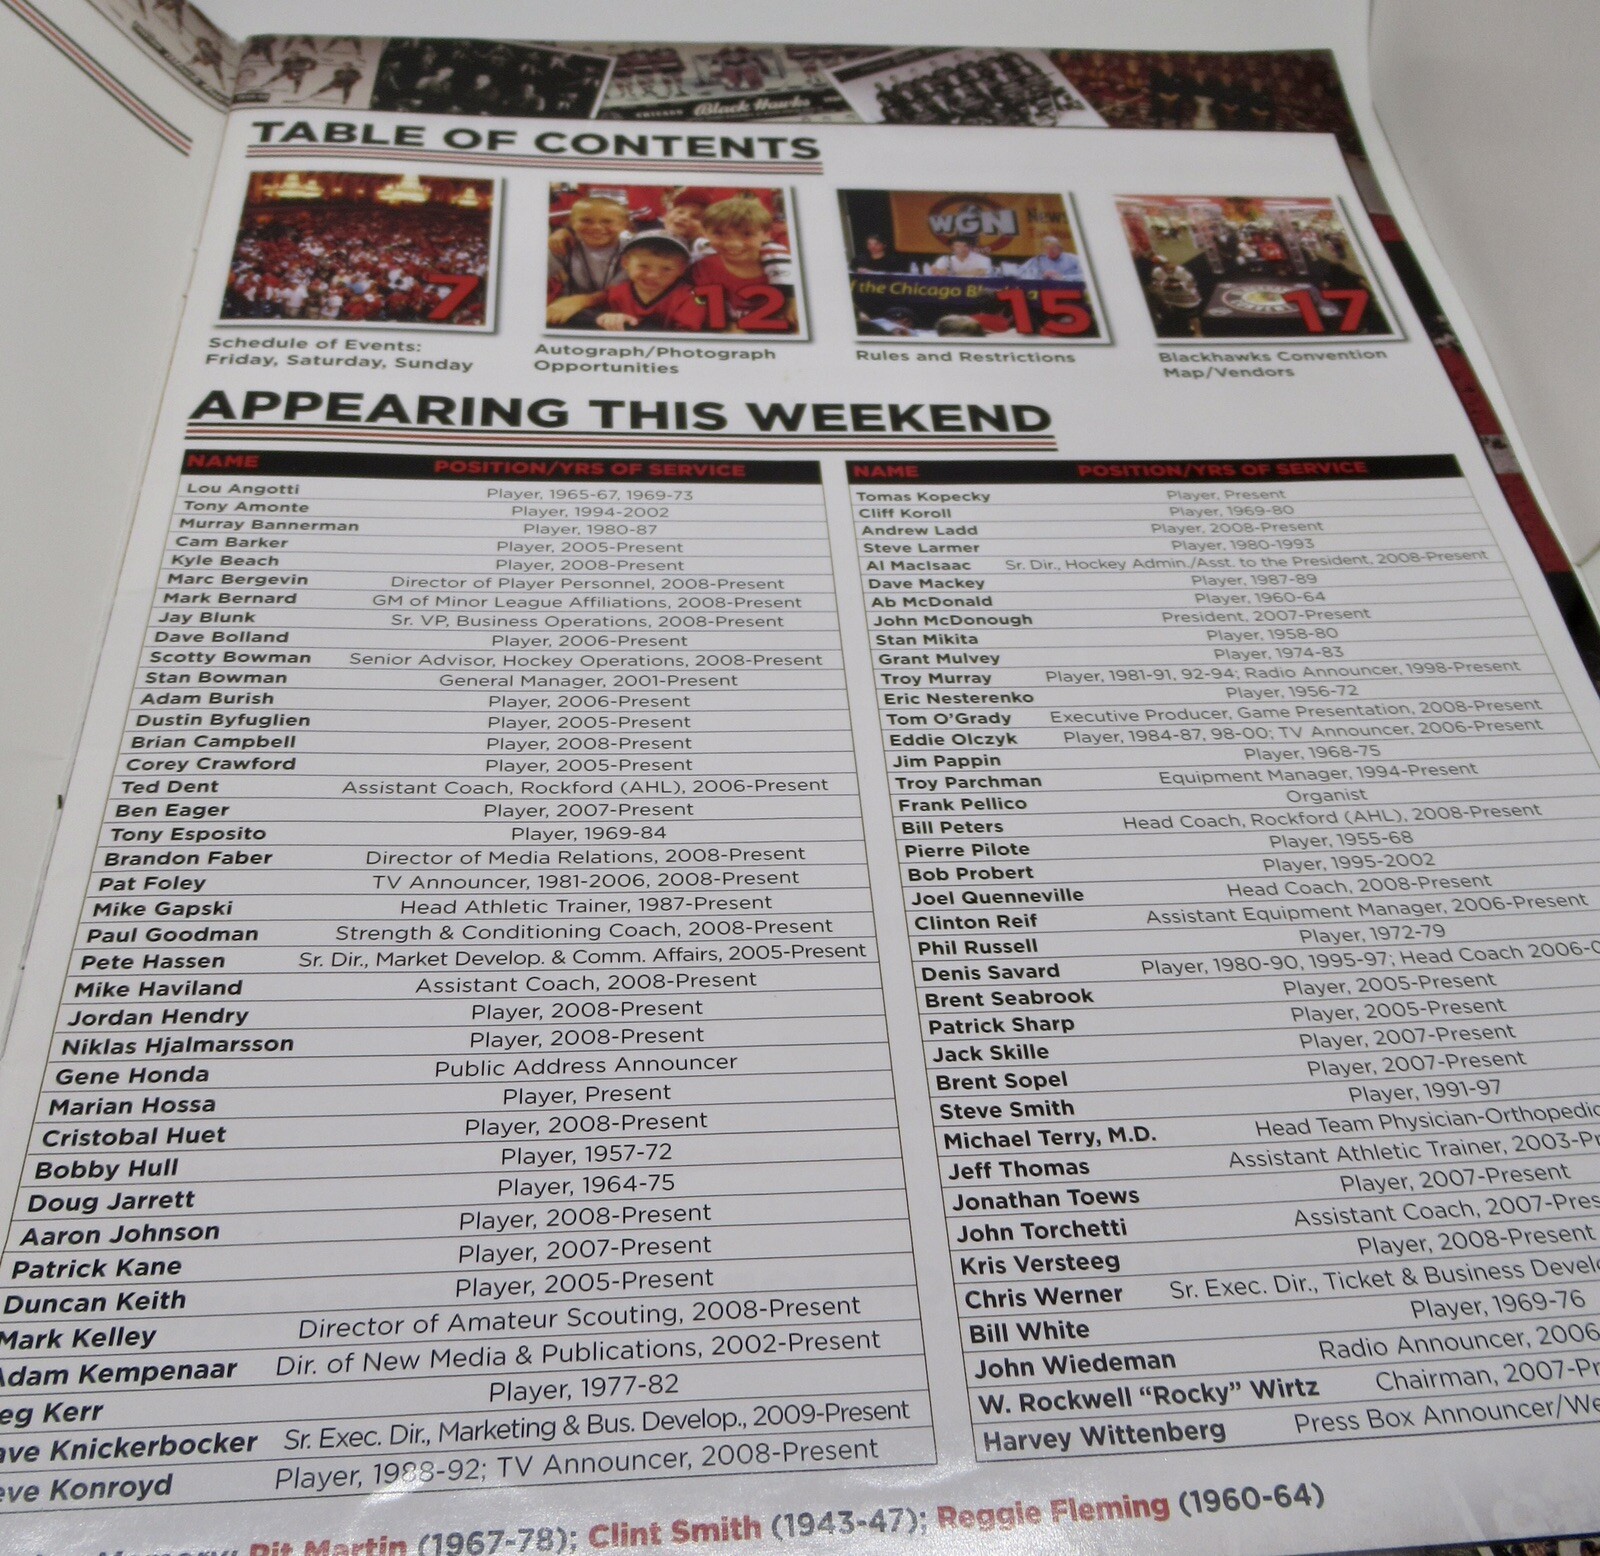 CHICAGO Black Hawks
TABLE OF CONTENTS
7
Schedule of Events:
Friday, Saturday, Sunday
12
Autograph/Photograph
Opportunities
WGN News
the Chicago
15
Rules and Restrictions
17
Blackhawks Convention
Map/Vendors
APPEARING THIS WEEKEND
NAME POSITION/YRS OF SERVICE
Lou Angotti Player, 1965-67, 1969-73
Tony Amonte Player, 1994-2002
Murray Bannerman Player, 1980-87
Cam Barker Player, 2005-Present
Kyle Beach Player, 2008-Present
Marc Bergevin Director of Player Personnel, 2008-Present
Mark Bernard GM of Minor League Affiliations, 2008-Present
Jay Blunk Sr. VP, Business Operations, 2008-Present
Dave Bolland Player, 2006-Present
Scotty Bowman Senior Advisor, Hockey Operations, 2008-Present
Stan Bowman General Manager, 2001-Present
Adam Burish Player, 2006-Present
Dustin Byfuglien Player, 2005-Present
Brian Campbell Player, 2008-Present
Corey Crawford Player, 2005-Present
Ted Dent Assistant Coach, Rockford (AHL), 2006-Present
Ben Eager Player, 2007-Present
Tony Esposito Player, 1969-84
Brandon Faber Director of Media Relations, 2008-Present
Pat Foley TV Announcer, 1981-2006, 2008-Present
Mike Gapski Head Athletic Trainer, 1987-Present
Paul Goodman Strength & Conditioning Coach, 2008-Present
Pete Hassen Sr. Dir., Market Develop. & Comm. Affairs, 2005-Present
Mike Haviland Assistant Coach, 2008-Present
Jordan Hendry Player, 2008-Present
Niklas Hjalmarsson Player, 2008-Present
Gene Honda Public Address Announcer
Marian Hossa Player, Present
Cristobal Huet Player, 2008-Present
Bobby Hull Player, 1957-72
Doug Jarrett Player, 1964-75
Aaron Johnson Player, 2008-Present
Patrick Kane Player, 2007-Present
Duncan Keith Player, 2005-Present
Mark Kelley Director of Amateur Scouting, 2008-Present
Adam Kempenaar Dir. of New Media & Publications, 2002-Present
eg Kerr Player, 1977-82
ave Knickerbocker Sr. Exec. Dir., Marketing & Bus. Develop., 2009-Present
eve Konroyd Player, 1988-92; TV Announcer, 2008-Present
NAME POSITION/YRS OF SERVICE
Tomas Kopecky Player, Present
Cliff Koroll Player, 1969-80
Andrew Ladd Player, 2008-Present
Steve Larmer Player, 1980-1993
Al MacIsaac Sr. Dir., Hockey Admin./Asst. to the President, 2008-Present
Dave Mackey Player, 1987-89
Ab McDonald Player, 1960-64
John McDonough President, 2007-Present
Stan Mikita Player, 1958-80
Grant Mulvey Player, 1974-83
Troy Murray Player, 1981-91, 92-94; Radio Announcer, 1998-Present
Eric Nesterenko Player, 1956-72
Tom O'Grady Executive Producer, Game Presentation, 2008-Present
Eddie Olczyk Player, 1984-87, 98-00; TV Announcer, 2006-Present
Jim Pappin Player, 1968-75
Troy Parchman Equipment Manager, 1994-Present
Frank Pellico Organist
Bill Peters Head Coach, Rockford (AHL), 2008-Present
Pierre Pilote Player, 1955-68
Bob Probert Player, 1995-2002
Joel Quenneville Head Coach, 2008-Present
Clinton Reif Assistant Equipment Manager, 2006-Present
Phil Russell Player, 1972-79
Denis Savard Player, 1980-90, 1995-97; Head Coach 2006-0
Brent Seabrook Player, 2005-Present
Patrick Sharp Player, 2005-Present
Jack Skille Player, 2007-Present
Brent Sopel Player, 2007-Present
Steve Smith Player, 1991-97
Michael Terry, M.D. Head Team Physician-Orthopedic
Jeff Thomas Assistant Athletic Trainer, 2003-Pr
Jonathan Toews Player, 2007-Present
John Torchetti Assistant Coach, 2007-Pres
Kris Versteeg Player, 2008-Present
Chris Werner Sr. Exec. Dir., Ticket & Business Devel
Bill White Player, 1969-76
John Wiedeman Radio Announcer, 2006
W. Rockwell "Rocky" Wirtz Chairman, 2007-Pr
Harvey Wittenberg Press Box Announcer/We
Pit Martin (1967-78); Clint Smith (1943-47); Reggie Fleming (1960-64)